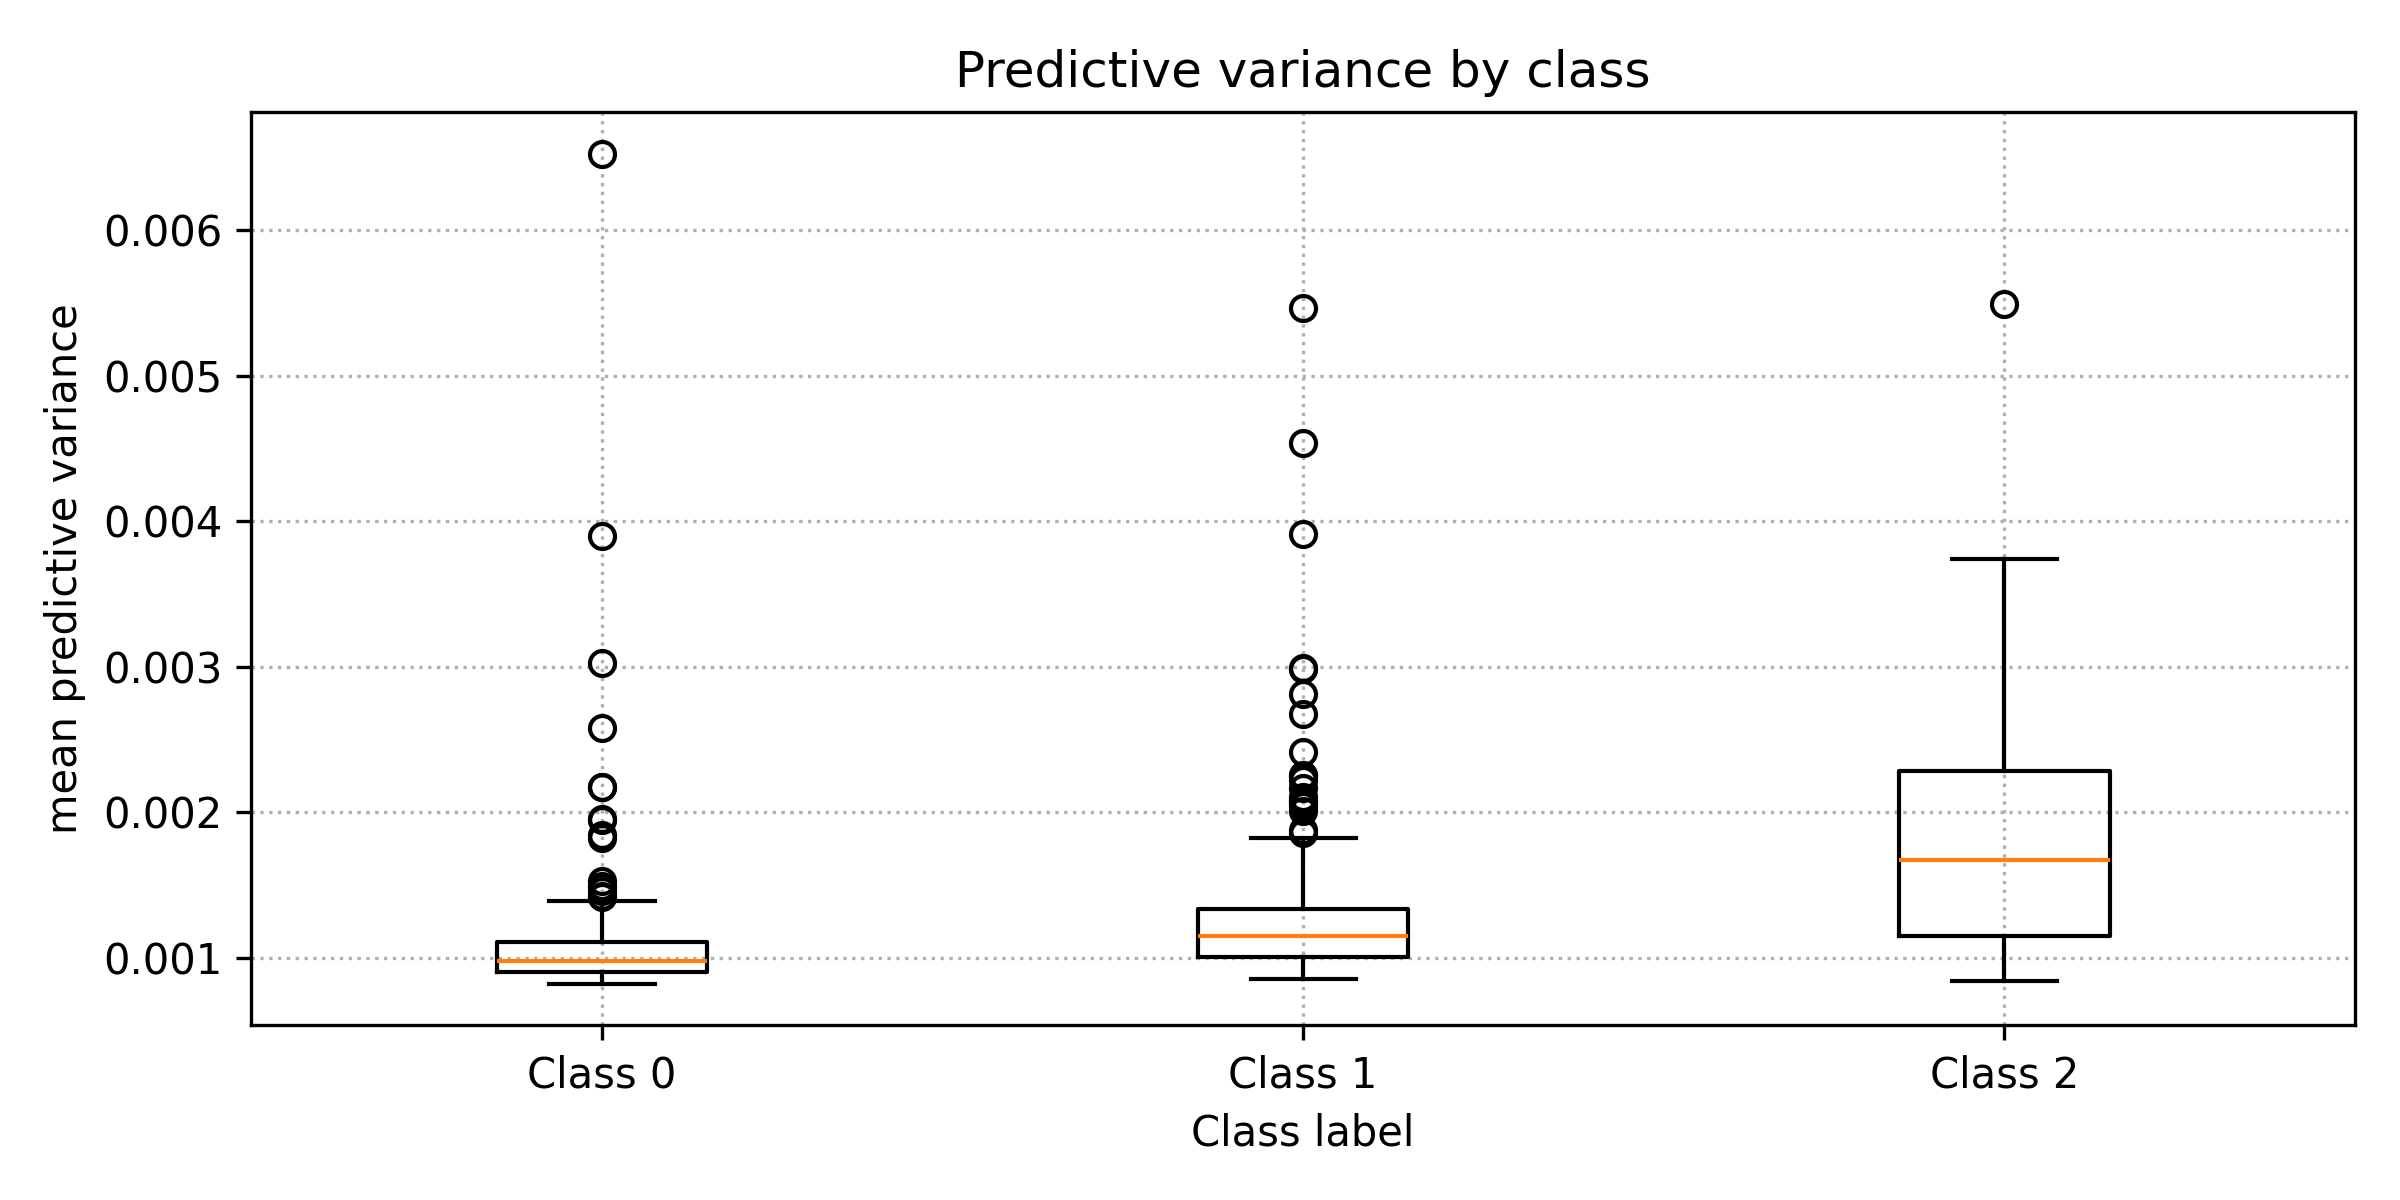 Predictive variance by class
mean predictive variance
0.006
0.005
0.004
0.003
0.002
0.001
Class 0 Class 1 Class 2
Class label